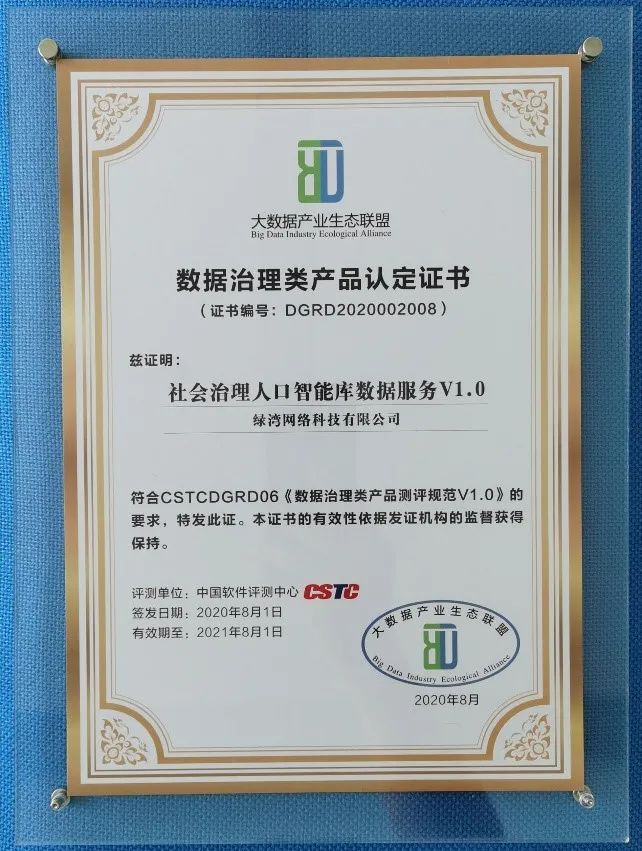 大数据产业生态联盟
Big Data Industry Ecological Alliance
数据治理类产品认定证书
（证书编号：DGRD2020002008）
兹证明：
社会治理人口智能库数据服务V1.0
绿湾网络科技有限公司
符合CSTCDGRD06《数据治理类产品测评规范V1.0》的
要求，特发此证。本证书的有效性依据发证机构的监督获得
保持。
评测单位：中国软件评测中心 CSTC
签发日期：2020年8月1日
有效期至：2021年8月1日
大数据产业生态联盟
Big Data Industry Ecological Alliance
2020年8月